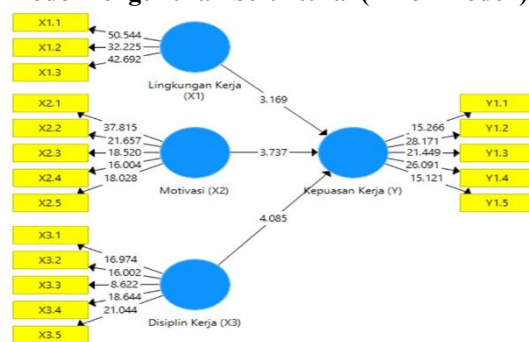 X1.1
X1.2
X1.3
50.544
32.225
42.692
Lingkungan Kerja
(X1)
3.169
X2.1
X2.2
X2.3
X2.4
X2.5
37.815
21.657
18.520
16.004
18.028
Motivasi (X2)
3.737
Kepuasan Kerja (Y)
15.266
28.171
21.449
26.091
15.121
Y1.1
Y1.2
Y1.3
Y1.4
Y1.5
4.085
X3.1
X3.2
X3.3
X3.4
X3.5
16.974
16.002
8.622
18.644
21.044
Disiplin Kerja (X3)